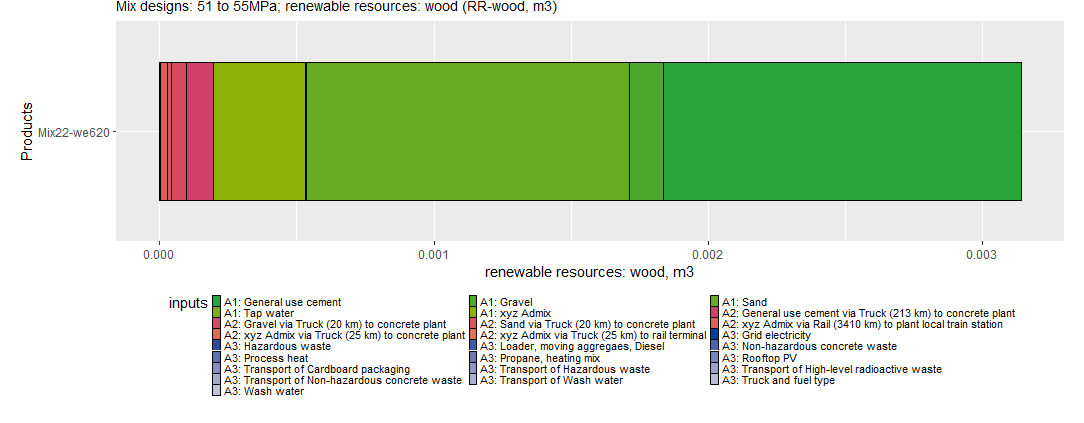 Mix designs: 51 to 55MPa; renewable resources: wood (RR-wood, m3)
Products
Mix22-we620
0.000 0.001 0.002 0.003
renewable resources: wood, m3
inputs
A1: General use cement A1: Gravel A1: Sand
A1: Tap water A1: xyz Admix A2: General use cement via Truck (213 km) to concrete plant
A2: Gravel via Truck (20 km) to concrete plant A2: Sand via Truck (20 km) to concrete plant A2: xyz Admix via Rail (3410 km) to plant local train station
A2: xyz Admix via Truck (25 km) to concrete plant A2: xyz Admix via Truck (25 km) to rail terminal A3: Grid electricity
A3: Hazardous waste A3: Loader, moving aggregaes, Diesel A3: Non-hazardous concrete waste
A3: Process heat A3: Propane, heating mix A3: Rooftop PV
A3: Transport of Cardboard packaging A3: Transport of Hazardous waste A3: Transport of High-level radioactive waste
A3: Transport of Non-hazardous concrete waste A3: Transport of Wash water A3: Truck and fuel type
A3: Wash water